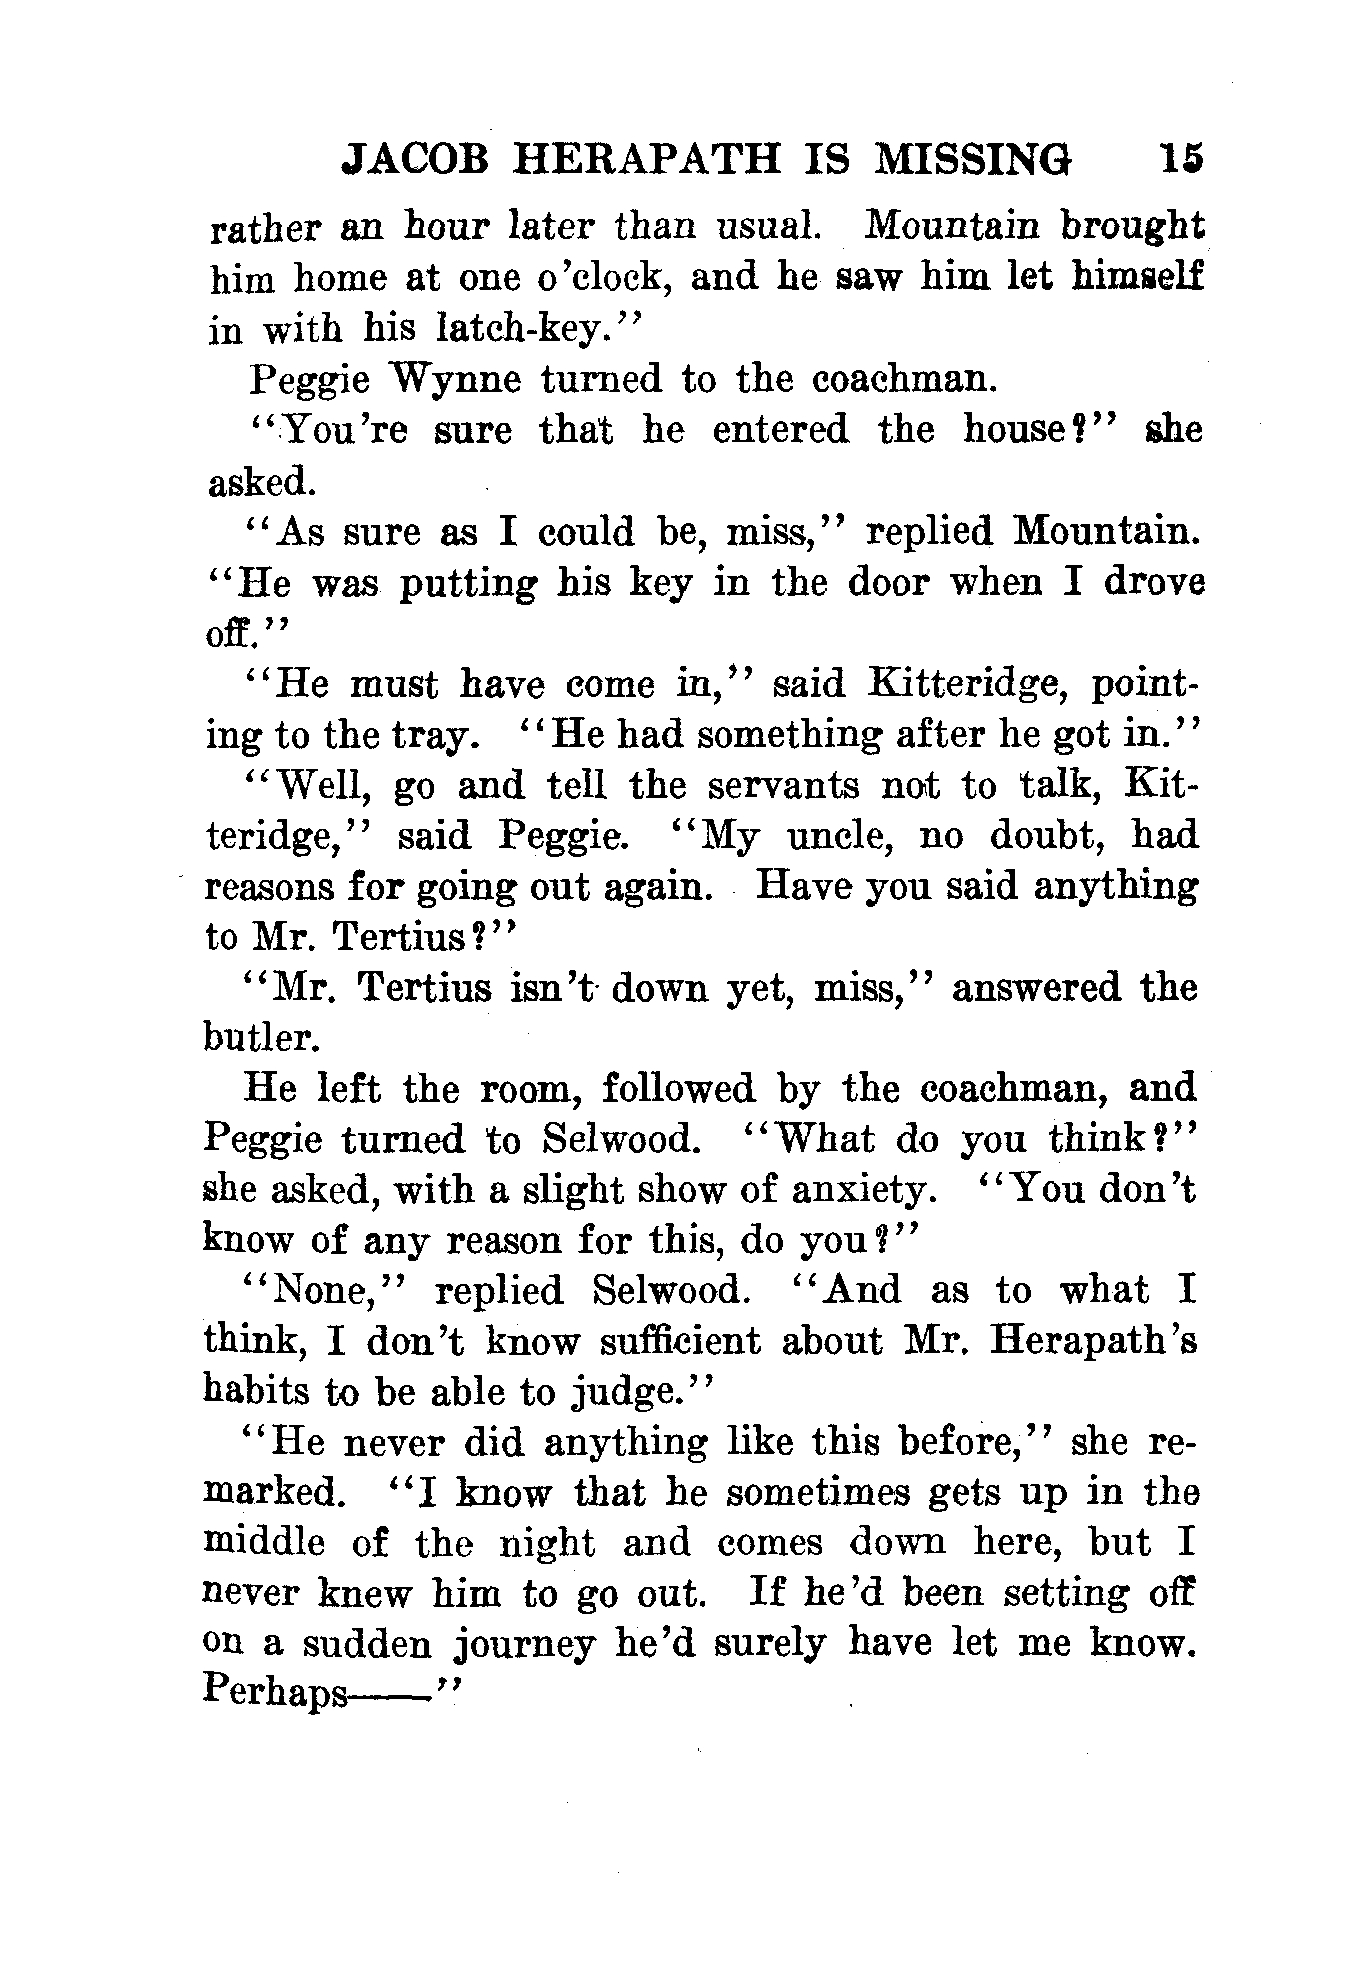 JACOB HERAPATH IS MISSING 15
rather an hour later than usual. Mountain brought
him home at one o'clock, and he saw him let himself
in with his latch-key."
Peggie Wynne turned to the coachman.
"You're sure that he entered the house?" she
asked.
"As sure as I could be, miss," replied Mountain.
"He was putting his key in the door when I drove
off."
"He must have come in," said Kitteridge, point-
ing to the tray. "He had something after he got in."
"Well, go and tell the servants not to talk, Kit-
teridge," said Peggie. "My uncle, no doubt, had
reasons for going out again. Have you said anything
to Mr. Tertius?"
"Mr. Tertius isn't down yet, miss," answered the
butler.
He left the room, followed by the coachman, and
Peggie turned to Selwood. "What do you think?"
she asked, with a slight show of anxiety. "You don't
know of any reason for this, do you?"
"None," replied Selwood. "And as to what I
think, I don't know sufficient about Mr. Herapath's
habits to be able to judge."
"He never did anything like this before," she re-
marked. "I know that he sometimes gets up in the
middle of the night and comes down here, but I
never knew him to go out. If he'd been setting off
on a sudden journey he'd surely have let me know.
Perhaps——"